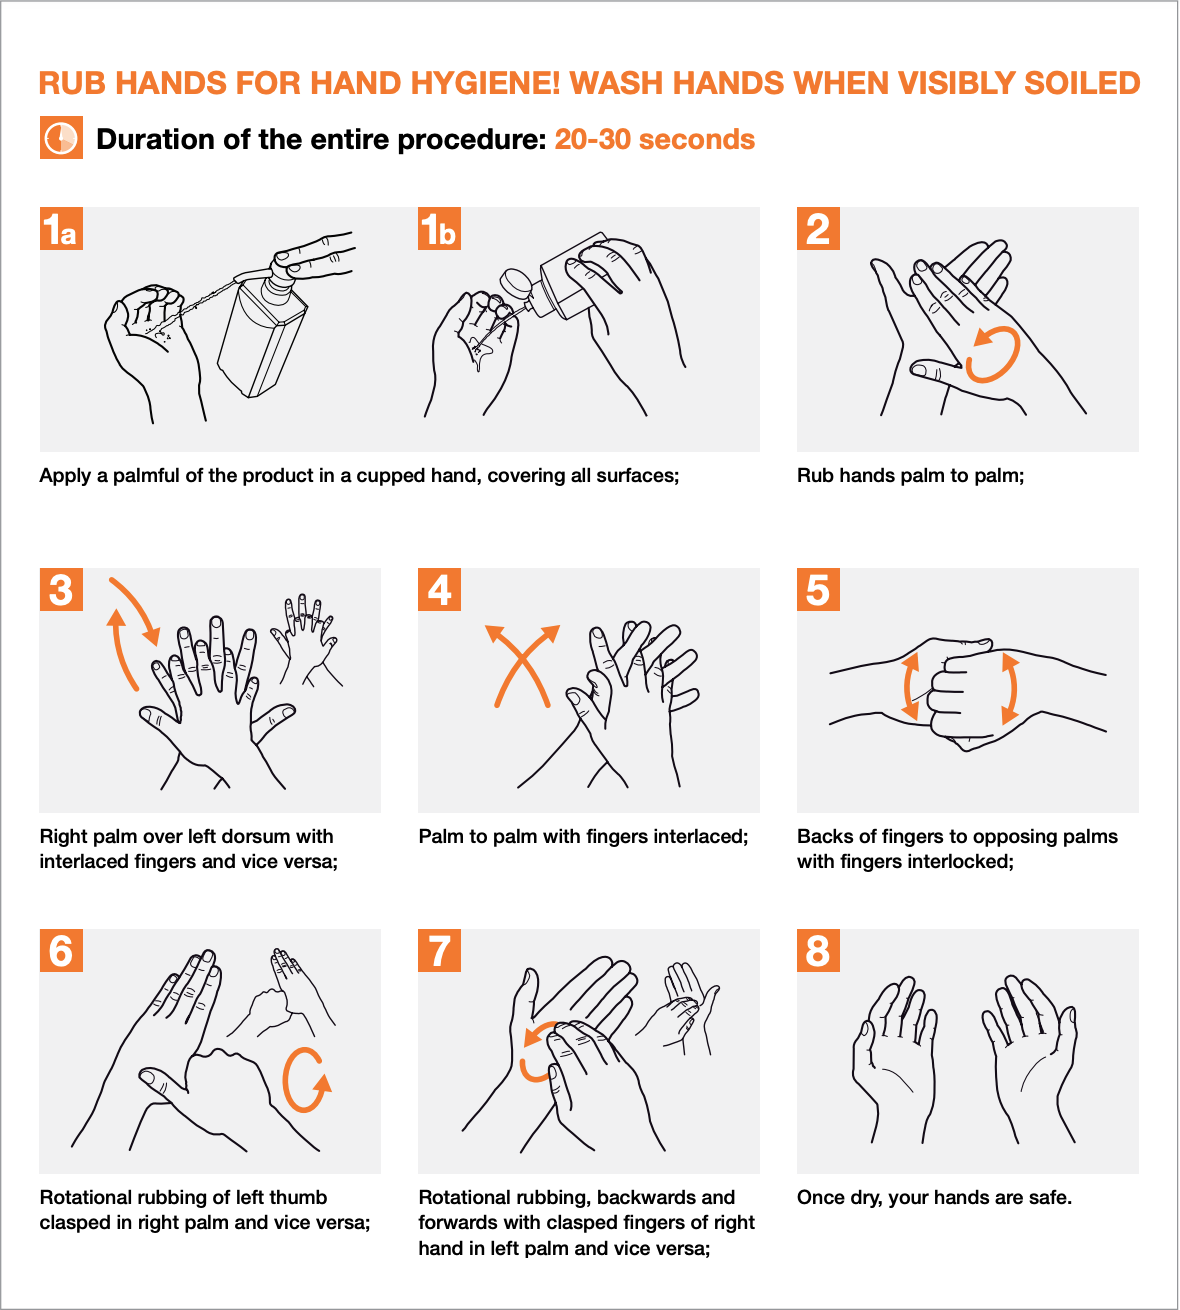 RUB HANDS FOR HAND HYGIENE! WASH HANDS WHEN VISIBLY SOILED
Duration of the entire procedure: 20-30 seconds
1a
1b
2
Apply a palmful of the product in a cupped hand, covering all surfaces;
Rub hands palm to palm;
3
4
5
Right palm over left dorsum with
interlaced fingers and vice versa;
Palm to palm with fingers interlaced;
Backs of fingers to opposing palms
with fingers interlocked;
6
7
8
Rotational rubbing of left thumb
clasped in right palm and vice versa;
Rotational rubbing, backwards and
forwards with clasped fingers of right
hand in left palm and vice versa;
Once dry, your hands are safe.